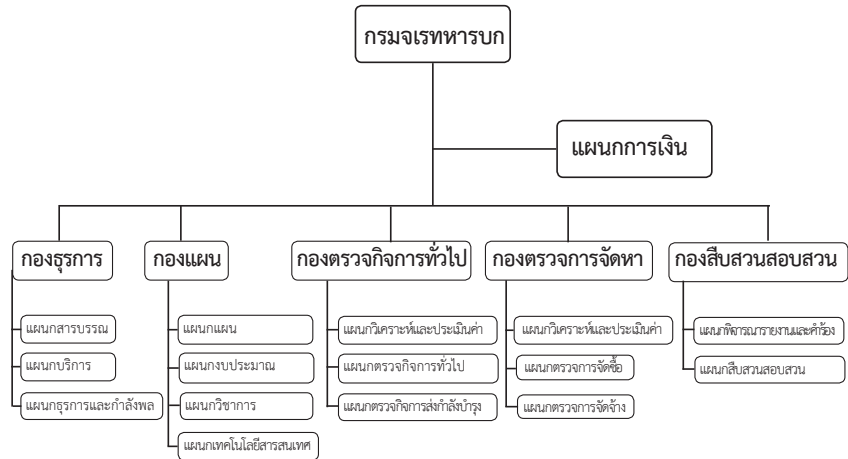 กรมจเรทหารบก
แผนกการเงิน
กองธุรการ
แผนกสารบรรณ
แผนกบริการ
แผนกธุรการและกำลังพล
กองแผน
แผนกแผน
แผนกงบประมาณ
แผนกวิชาการ
แผนกเทคโนโลยีสารสนเทศ
กองตรวจกิจการทั่วไป
แผนกวิเคราะห์และประเมินค่า
แผนกตรวจกิจการทั่วไป
แผนกตรวจกิจการส่งกำลังบำรุง
กองตรวจการจัดหา
แผนกวิเคราะห์และประเมินค่า
แผนกตรวจการจัดซื้อ
แผนกตรวจการจัดจ้าง
กองสืบสวนสอบสวน
แผนกพิจารณารายงานและคำร้อง
แผนกสืบสวนสอบสวน